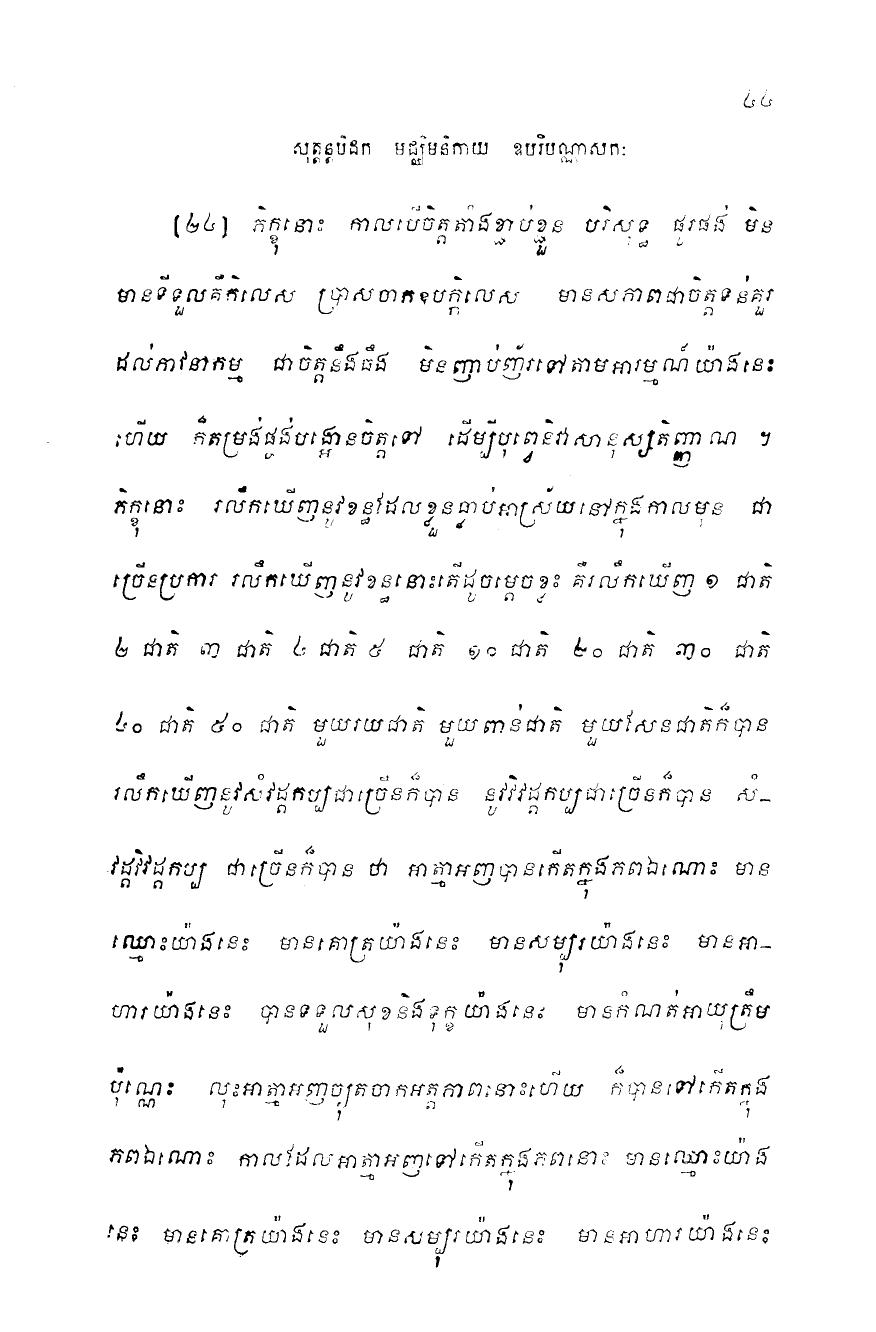 ៤៤
សុត្តន្តបិដក មជ្ឈិមនិកាយ ឧបរិបណ្ណាសកៈ
[២៤] ភិក្ខុនោះ កាលបើចិត្តតាំងខ្ជាប់ខ្ជួន បរិសុទ្ធ ផូរផង់ មិន
មានទីទួលគឺកិលេស ប្រាសចាកឧបក្កិលេស មានសភាពជាចិត្តទន់គួរ
ដល់ភាវនាកម្ម ជាចិត្តនឹងធឹង មិនញាប់ញ័រទៅតាមអារម្មណ៍យ៉ាងនេះ
ហើយ ក៏តម្រង់ផ្ចង់បង្អោនចិត្តទៅ ដើម្បីបុព្វេនិវាសានុស្សតិញ្ញាណ ។
ភិក្ខុនោះ រលឹកឃើញនូវខន្ធដែលខ្លួនធ្លាប់អាស្រ័យនៅក្នុងកាលមុន ជា
ច្រើនប្រការ រលឹកឃើញនូវខន្ធនោះតើដូចម្តេចខ្លះ គឺរលឹកឃើញ ១ ជាតិ
២ ជាតិ ៣ ជាតិ ៤ ជាតិ ៥ ជាតិ ១០ ជាតិ ២០ ជាតិ ៣០ ជាតិ
៤០ ជាតិ ៥០ ជាតិ មួយរយជាតិ មួយពាន់ជាតិ មួយសែនជាតិក៏បាន
រលឹកឃើញនូវសំវដ្តកប្បជាច្រើនក៏បាន នូវវិវដ្តកប្បជាច្រើនក៏បាន សំ-
វដ្តវិវដ្តកប្ប ជាច្រើនក៏បាន ថា អាត្មាអញបានកើតក្នុងភពឯណោះ មាន
ឈ្មោះយ៉ាងនេះ មានគោត្រយ៉ាងនេះ មានសម្បុរយ៉ាងនេះ មានអា-
ហារយ៉ាងនេះ បានទទួលសុខនិងទុក្ខយ៉ាងនេះ មានកំណត់អាយុត្រឹម
ប៉ុណ្ណេះ លុះអាត្មាអញច្យុតចាកអត្តភាពនោះហើយ ក៏បានទៅកើតក្នុង
ភពឯណោះ កាលដែលអាត្មាអញទៅកើតក្នុងភពនោះ មានឈ្មោះយ៉ាង
នេះ មានគោត្រយ៉ាងនេះ មានសម្បុរយ៉ាងនេះ មានអាហារយ៉ាងនេះ